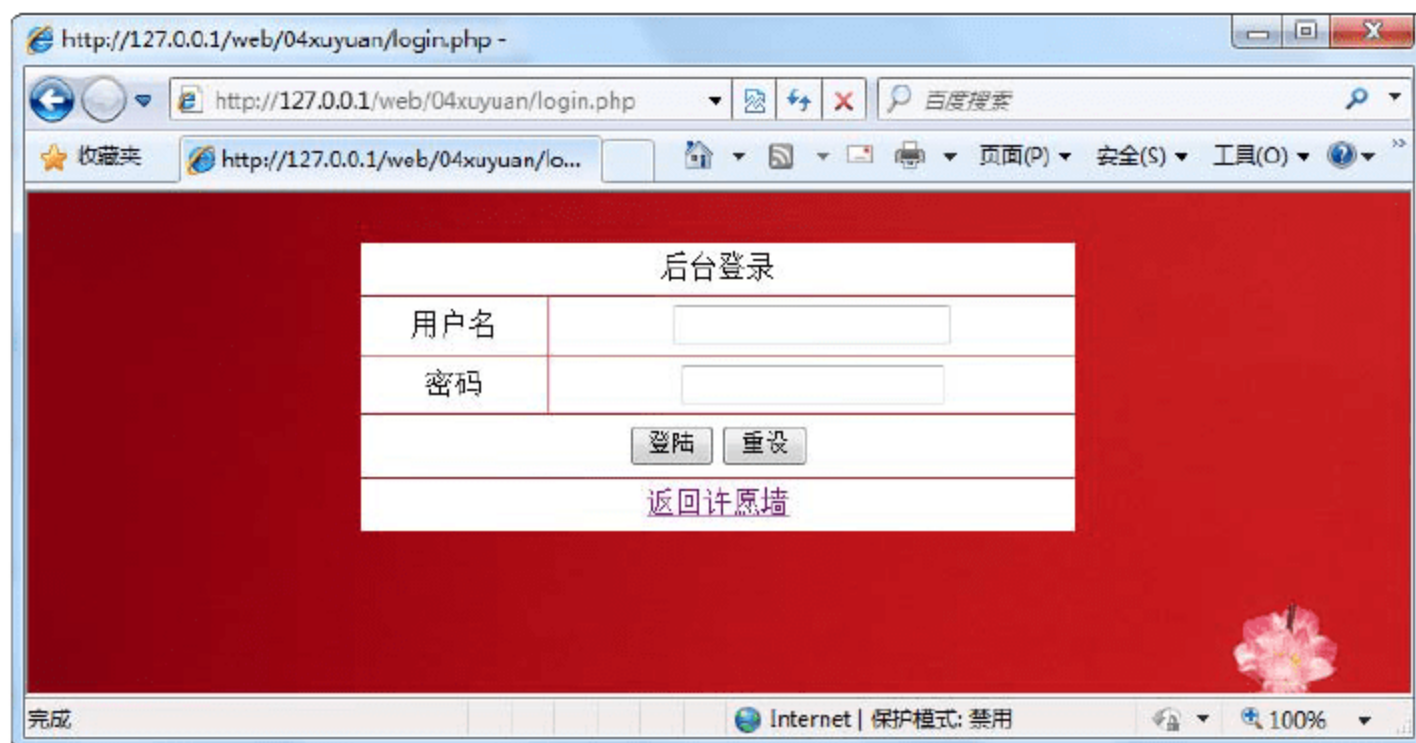 http://127.0.0.1/web/04xuyuan/login.php -
http://127.0.0.1/web/04xuyuan/login.php 百度搜索
收藏夹 http://127.0.0.1/web/04xuyuan/lo... 页面(P) 安全(S) 工具(O)
后台登录
用户名
密码
登陆 重设
返回许愿墙
完成 Internet | 保护模式: 禁用 100%